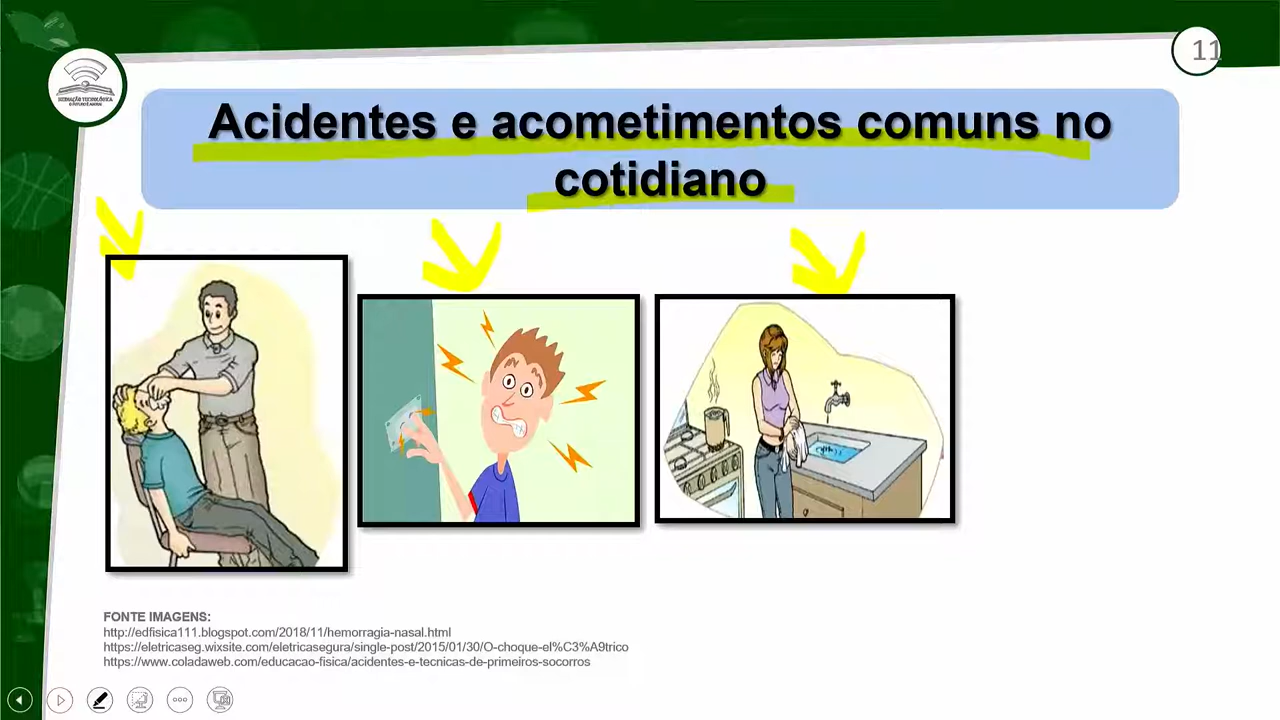 11
Acidentes e acometimentos comuns no
cotidiano
FONTE IMAGENS:
http://edfisica111.blogspot.com/2018/11/hemorragia-nasal.html
https://eletricaseg.wixsite.com/eletricasegura/single-post/2015/01/30/O-choque-el%C3%A9trico
https://www.coladaweb.com/educacao-fisica/acidentes-e-tecnicas-de-primeiros-socorros